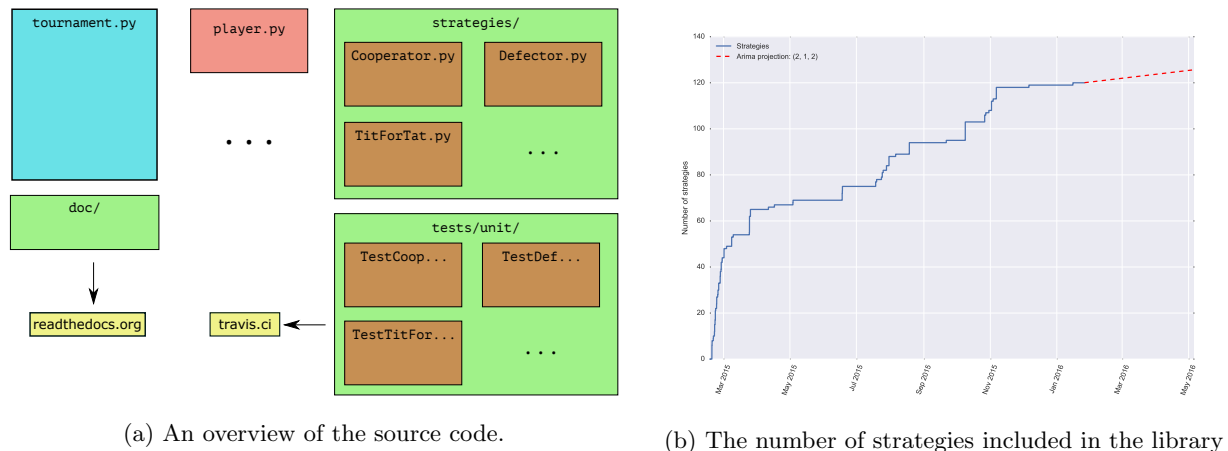 tournament.py
player.py
. . .
strategies/
Cooperator.py
Defector.py
TitForTat.py
. . .
doc/
tests/unit/
TestCoop...
TestDef...
TestTitFor...
. . .
readthedocs.org
travis.ci
(a) An overview of the source code.
Strategies
Arima projection: (2, 1, 2)
Number of strategies
140
120
100
80
60
40
20
0
Mar 2015
May 2015
Jul 2015
Sep 2015
Nov 2015
Jan 2016
Mar 2016
May 2016
(b) The number of strategies included in the library